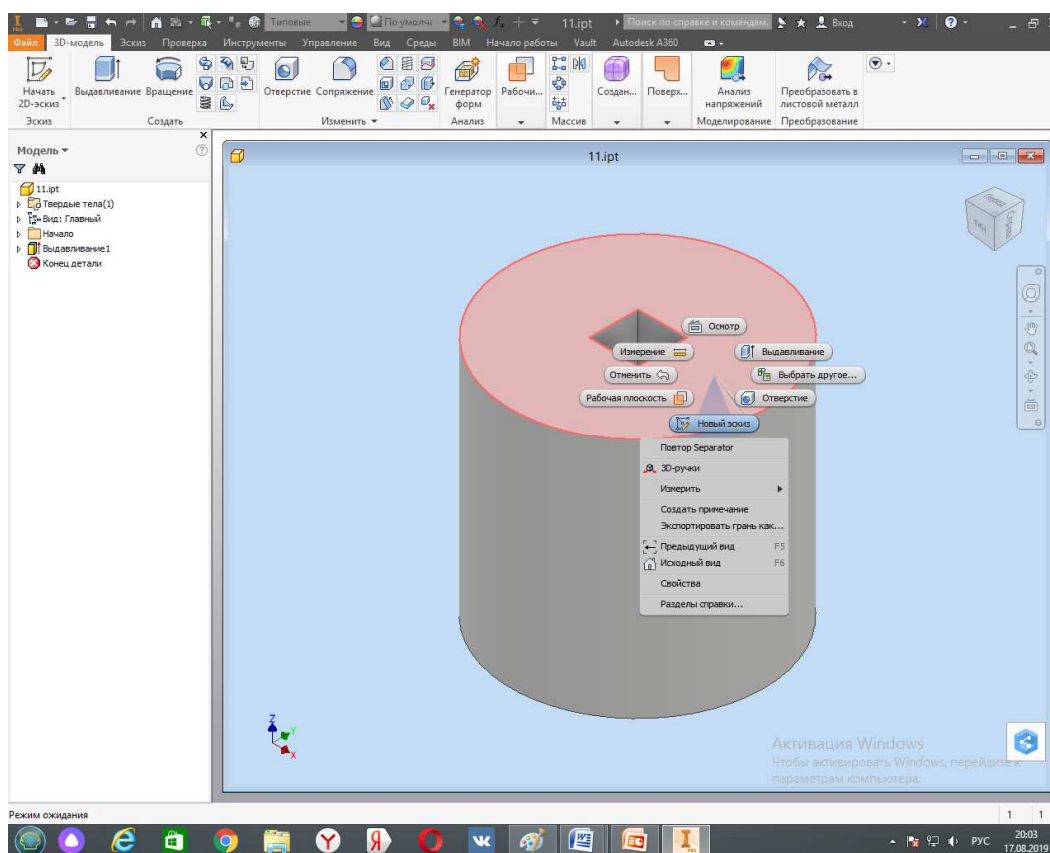 Типовые
По умолча
11.ipt
Поиск по справке и командам.
Вход
Файл 3D-модель Эскиз Проверка Инструменты Управление Вид Среды BIM Начало работы Vault Autodesk A360
Начать
2D-эскиз
Выдавливание Вращение
Отверстие Сопряжение
Генератор
форм
Рабочи...
Создан...
Поверх...
Анализ
напряжений
Преобразовать в
листовой металл
Эскиз Создать Изменить Анализ Массив Моделирование Преобразование
Модель
11.ipt
11.ipt
Твердые тела(1)
Вид: Главный
Начало
Выдавливание1
Конец детали
Осмотр
Измерение
Выдавливание
Отменить
Выбрать другое...
Рабочая плоскость
Отверстие
Новый эскиз
Повтор Separator
3D-ручки
Измерить
Создать примечание
Экспортировать грань как...
Предыдущий вид F5
Исходный вид F6
Свойства
Разделы справки...
Z
Y
X
Активация Windows
Чтобы активировать Windows, перейдите к
параметрам компьютера.
Режим ожидания
1 1
РУС
20:03
17.08.2019